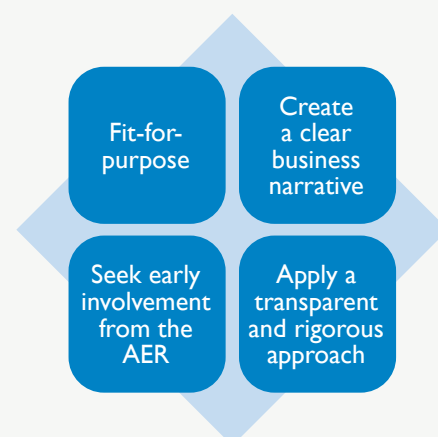 Fit-for-
purpose
Create
a clear
business
narrative
Seek early
involvement
from the
AER
Apply a
transparent
and rigorous
approach